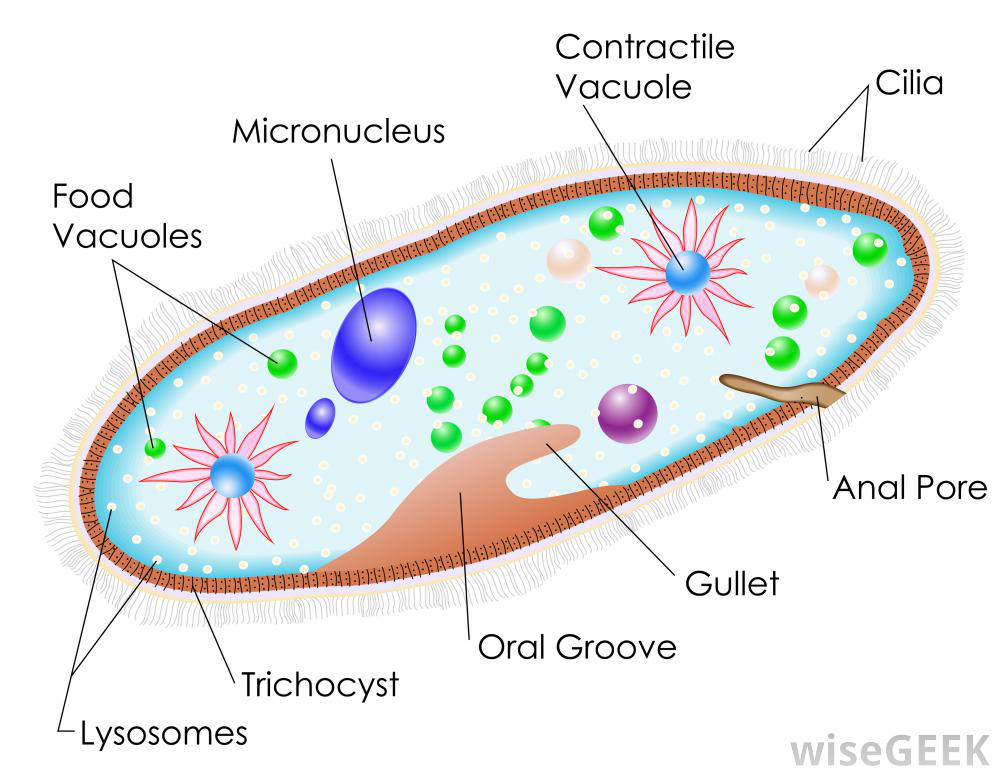 Contractile
Vacuole
Cilia
Micronucleus
Food
Vacuoles
Anal Pore
Gullet
Oral Groove
Trichocyst
Lysosomes
wiseGEEK